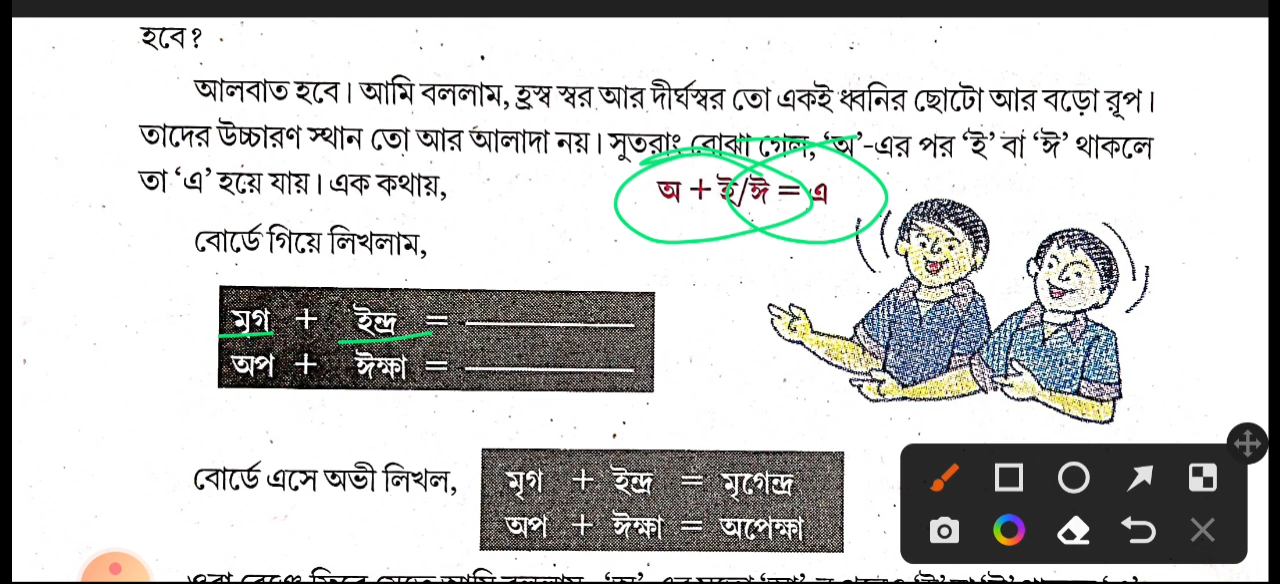 হবে?
আলবাত হবে। আমি বললাম, হ্রস্ব স্বর আর দীর্ঘস্বর তো একই ধ্বনির ছোটো আর বড়ো রূপ।
তাদের উচ্চারণ স্থান তো আর আলাদা নয়। সুতরাং বোঝা গেল, ‘অ’-এর পর ‘ই’ বা ‘ঈ’ থাকলে
তা ‘এ’ হয়ে যায়। এক কথায়,
অ + ই/ঈ = এ
বোর্ডে গিয়ে লিখলাম,
মৃগ + ইন্দ্র =
অপ + ঈক্ষা =
বোর্ডে এসে অভী লিখল,
মৃগ + ইন্দ্র = মৃগেন্দ্র
অপ + ঈক্ষা = অপেক্ষা